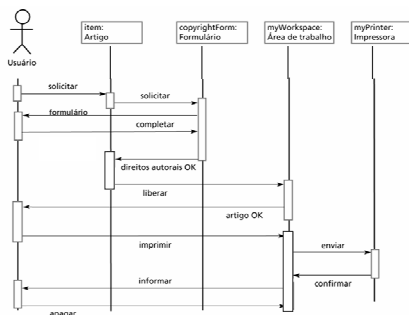 item:
Artigo
copyrightForm:
Formulário
myWorkspace:
Área de trabalho
myPrinter:
Impressora
Usuário
solicitar
solicitar
formulário
completar
direitos autorais OK
liberar
artigo OK
imprimir
enviar
informar
confirmar
apagar